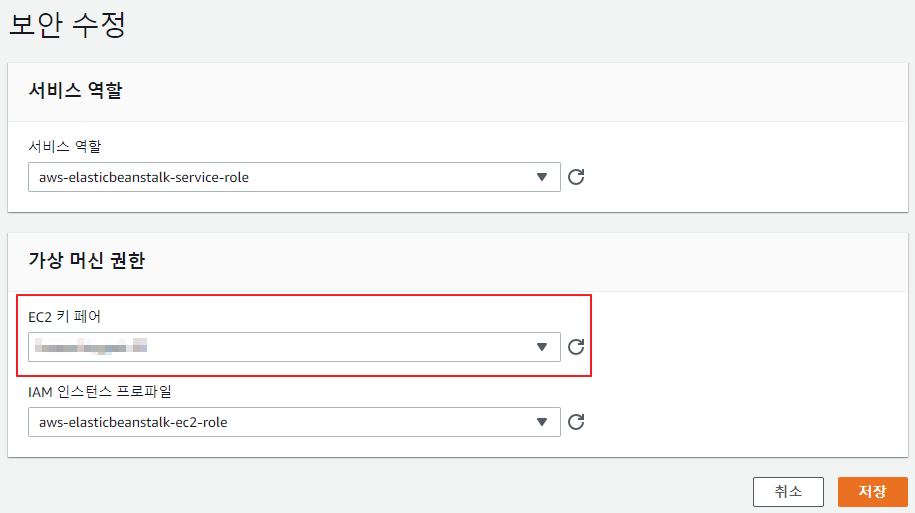 보안 수정
서비스 역할
서비스 역할
aws-elasticbeanstalk-service-role
가상 머신 권한
EC2 키 페어
IAM 인스턴스 프로파일
aws-elasticbeanstalk-ec2-role
취소
저장